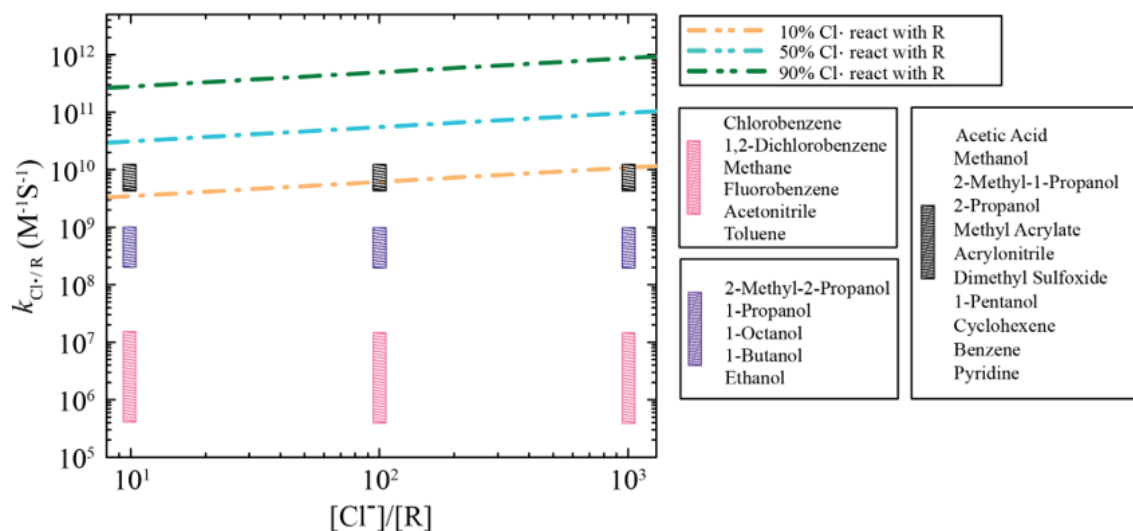 10¹²
10¹¹
10¹⁰
10⁹
10⁸
10⁷
10⁶
10⁵
k_Cl·/R (M⁻¹S⁻¹)
10¹ 10² 10³
[Cl⁻]/[R]
10% Cl· react with R
50% Cl· react with R
90% Cl· react with R
Chlorobenzene
1,2-Dichlorobenzene
Methane
Fluorobenzene
Acetonitrile
Toluene
2-Methyl-2-Propanol
1-Propanol
1-Octanol
1-Butanol
Ethanol
Acetic Acid
Methanol
2-Methyl-1-Propanol
2-Propanol
Methyl Acrylate
Acrylonitrile
Dimethyl Sulfoxide
1-Pentanol
Cyclohexene
Benzene
Pyridine